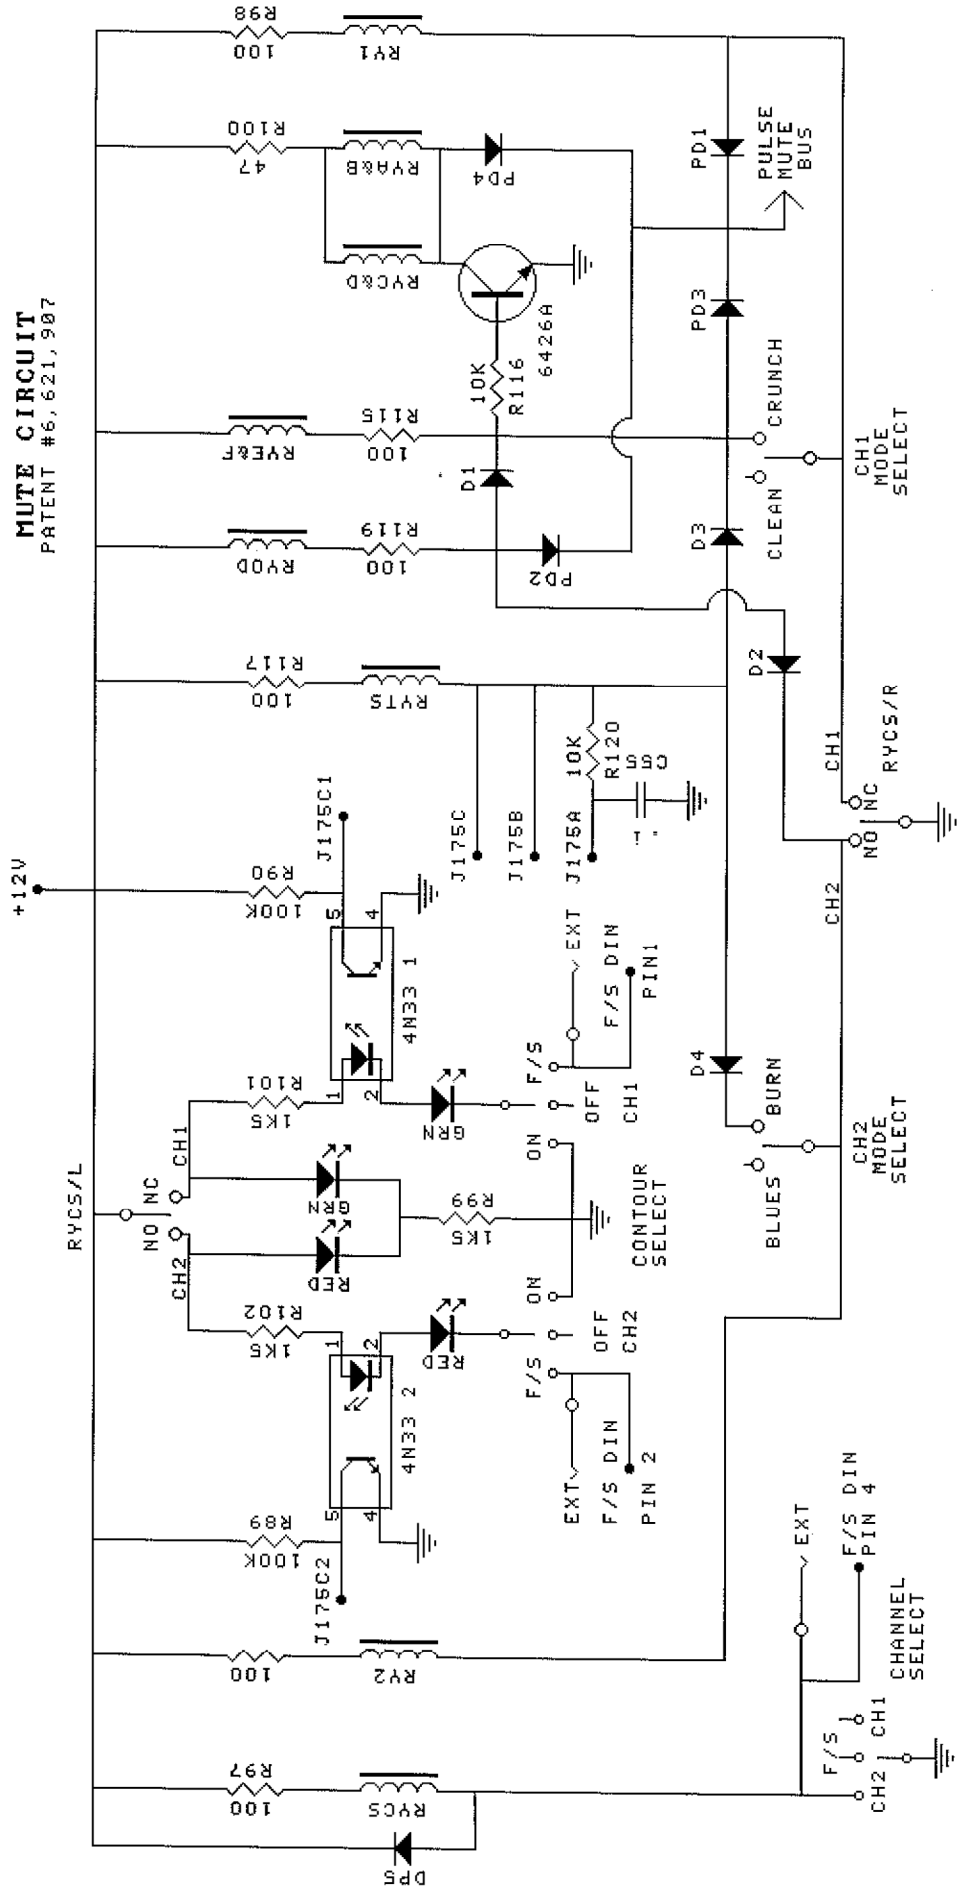 MUTE CIRCUIT
PATENT #6,621,907
+12V
RYCS/L
R98
100
RY1
R100
47
RYA&B
PD4
RYC&D
6426A
10K
R116
RYE&F
R115
100
D1
RYOD
R119
100
PD2
R117
100
RYTS
J175C
J175B
J175A
10K
R120
C55
.1
PD1
PULSE
MUTE
BUS
PD3
CRUNCH
CLEAN
CH1
MODE
SELECT
D3
D2
CH1
RYCS/R
NC
NO
CH2
J175C1
R90
100K
5
4
4N33 1
1
2
R101
1K5
GRN
CH1
NC
NO
CH2
GRN
RED
R99
1K5
EXT
F/S DIN
PIN1
F/S
OFF
CH1
ON
CONTOUR
SELECT
ON
OFF
CH2
F/S
EXT
F/S DIN
PIN 2
D4
BURN
BLUES
CH2
MODE
SELECT
R102
1K5
1
2
RED
4N33 2
5
4
R89
100K
J175C2
100
RY2
R97
100
RYCS
DP5
EXT
F/S DIN
PIN 4
CHANNEL
SELECT
CH1
F/S
CH2